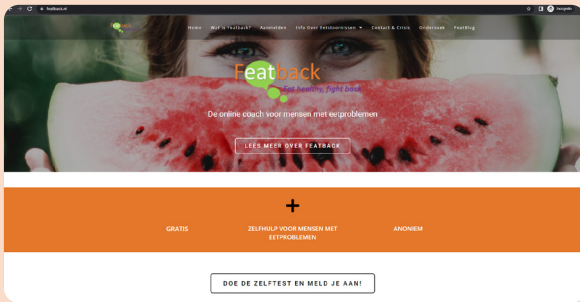 featback.nl
Incognito
Featback
Home
Wat is Featback?
Aanmelden
Info Over Eetstoornissen
Contact & Crisis
Onderzoek
FeatBlog
Featback
Eat healthy, fight back
De online coach voor mensen met eetproblemen
LEES MEER OVER FEATBACK
GRATIS
ZELFHULP VOOR MENSEN MET
EETPROBLEMEN
ANONIEM
DOE DE ZELFTEST EN MELD JE AAN!